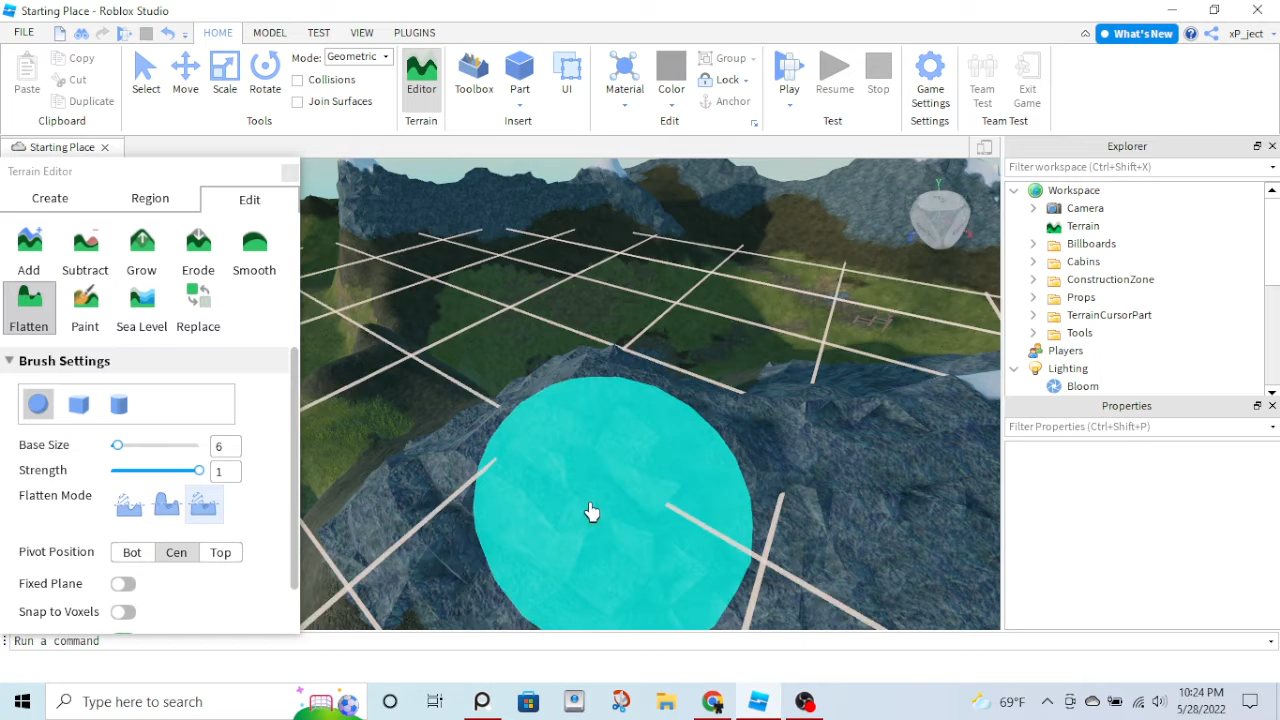 Starting Place - Roblox Studio
FILE
HOME MODEL TEST VIEW PLUGINS
What's New
xP_ject
Paste
Copy
Cut
Duplicate
Clipboard
Select Move Scale Rotate
Mode: Geometric
Collisions
Join Surfaces
Tools
Editor
Terrain
Toolbox Part UI
Insert
Material Color
Group
Lock
Anchor
Edit
Play Resume Stop
Test
Game Settings
Settings
Team Test
Exit Game
Team Test
Starting Place
Terrain Editor
Create Region Edit
Add Subtract Grow Erode Smooth
Flatten Paint Sea Level Replace
Brush Settings
Base Size 6
Strength 1
Flatten Mode
Pivot Position Bot Cen Top
Fixed Plane
Snap to Voxels
Y
Explorer
Filter workspace (Ctrl+Shift+X)
Workspace
Camera
Terrain
Billboards
Cabins
ConstructionZone
Props
TerrainCursorPart
Tools
Players
Lighting
Bloom
Properties
Filter Properties (Ctrl+Shift+P)
Run a command
Type here to search
69°F
10:24 PM
5/28/2022